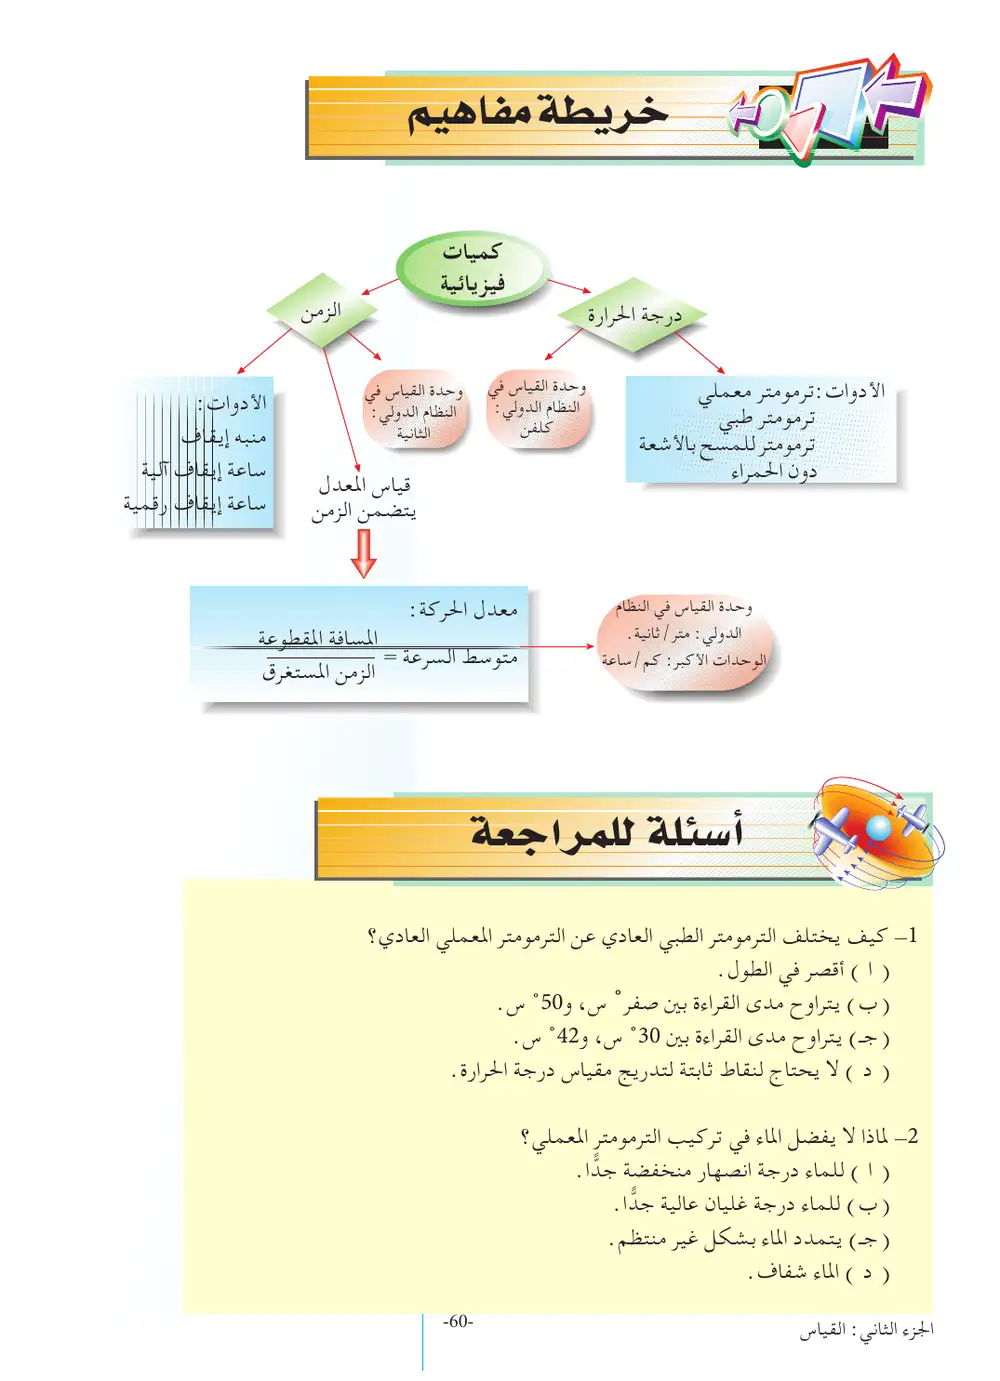 خريطة مفاهيم
كميات
فيزيائية
درجة الحرارة
الزمن
الأدوات: ترمومتر معملي
ترمومتر طبي
ترمومتر للمسح بالأشعة
دون الحمراء
وحدة القياس في
النظام الدولي:
كلفن
وحدة القياس في
النظام الدولي:
الثانية
الأدوات:
منبه إيقاف
ساعة إيقاف آلية
ساعة إيقاف رقمية
قياس المعدل
يتضمن الزمن
معدل الحركة:
متوسط السرعة = المسافة المقطوعة
الزمن المستغرق
وحدة القياس في النظام
الدولي: متر/ ثانية.
الوحدات الأكبر: كم/ساعة
أسئلة للمراجعة
1– كيف يختلف الترمومتر الطبي العادي عن الترمومتر المعملي العادي؟
( ا ) أقصر في الطول.
(ب) يتراوح مدى القراءة بين صفر° س، و50° س.
(جـ) يتراوح مدى القراءة بين 30° س، و42° س.
( د ) لا يحتاج لنقاط ثابتة لتدريج مقياس درجة الحرارة.
2– لماذا لا يفضل الماء في تركيب الترمومتر المعملي؟
( ا ) للماء درجة انصهار منخفضة جدًّا.
(ب) للماء درجة غليان عالية جدًّا.
(جـ) يتمدد الماء بشكل غير منتظم.
( د ) الماء شفاف.
الجزء الثاني: القياس
-60-